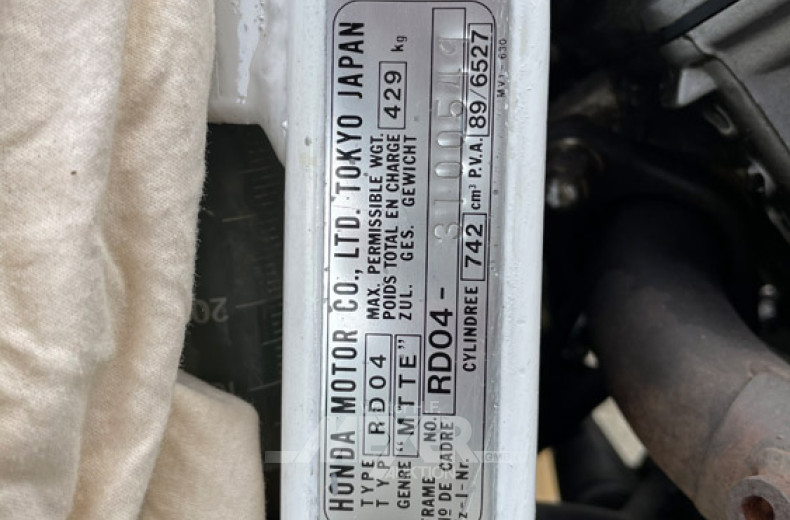 HONDA MOTOR CO., LTD. TOKYO JAPAN
TYPE
TYP
RD04
MAX. PERMISSIBLE WGT.
POIDS TOTAL EN CHARGE
ZUL. GES. GEWICHT
429 kg
GENRE "MTTE"
FRAME NO.
Nº DE CADRE
z-I-Nr.
RD04-
CYLINDREE 742 cm³ P.V.A. 89/6527
AUKTION